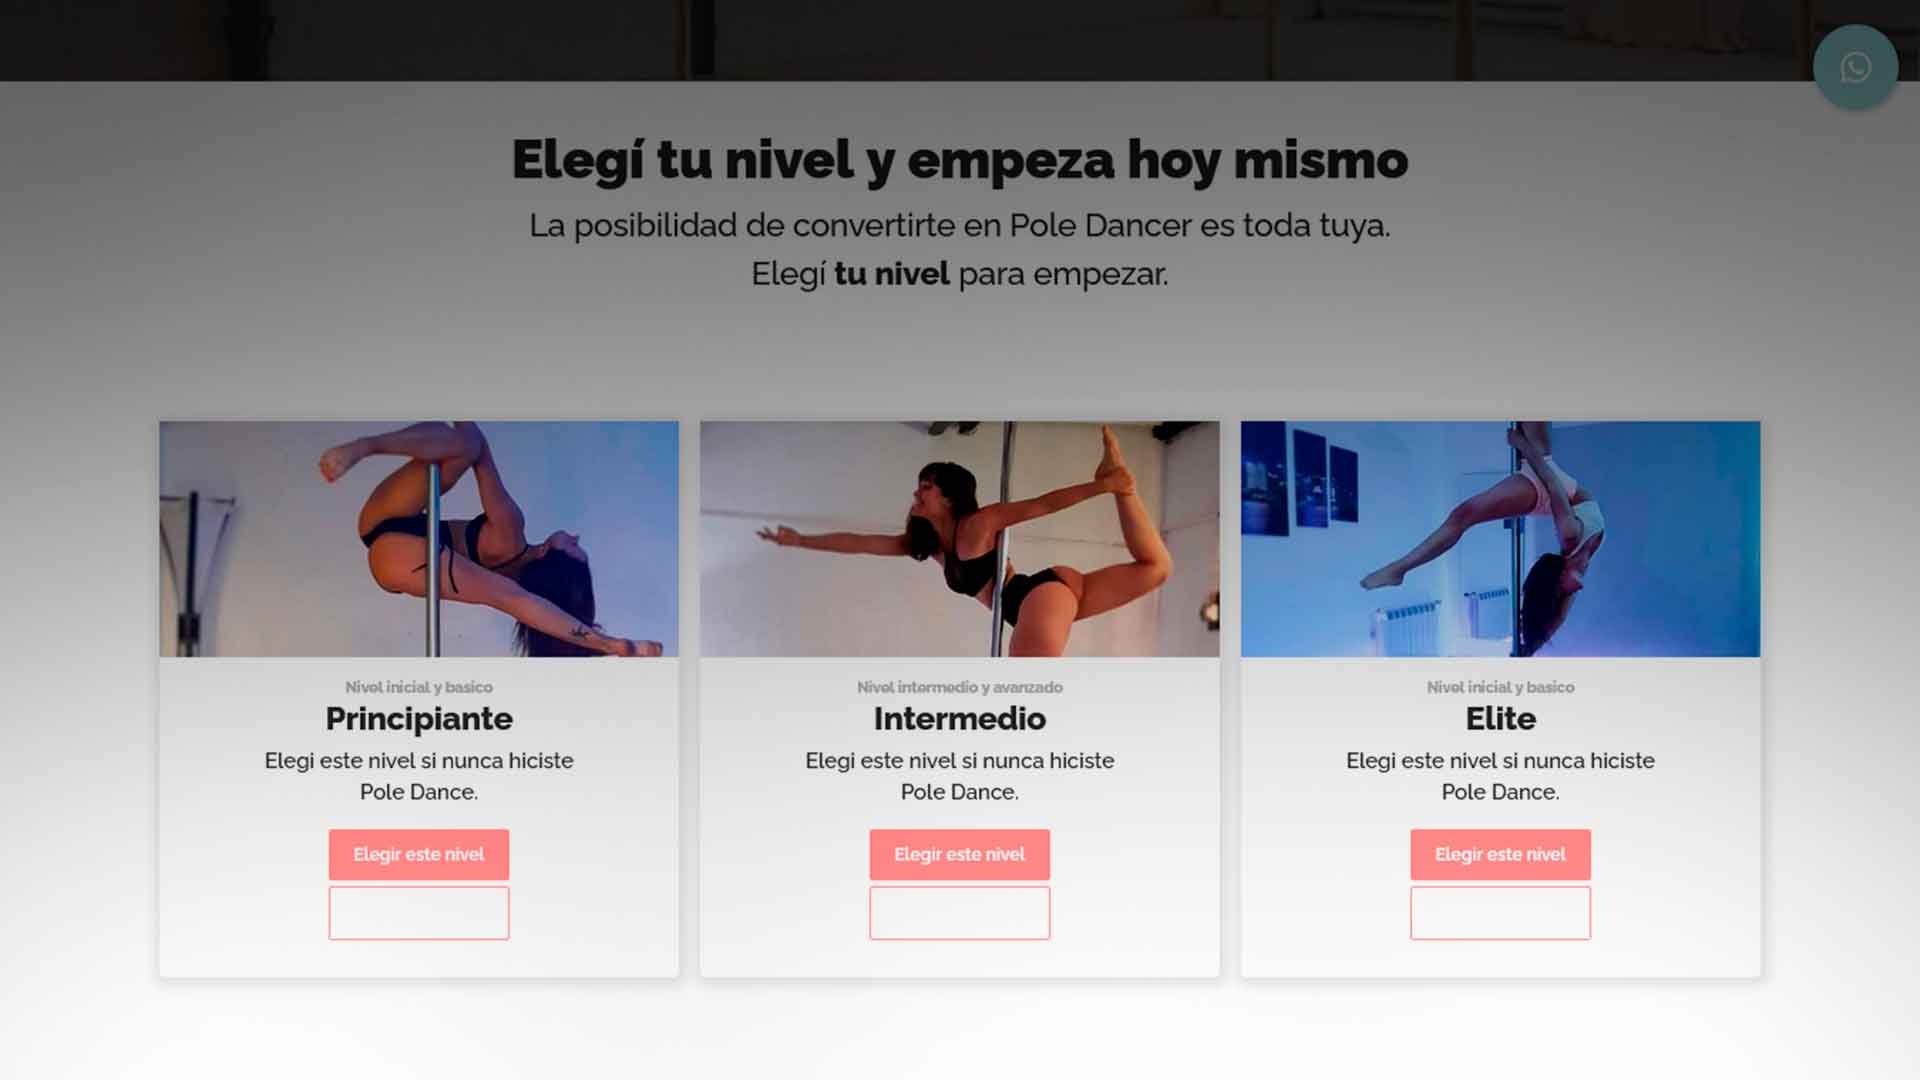 Elegí tu nivel y empeza hoy mismo
La posibilidad de convertirte en Pole Dancer es toda tuya.
Elegí tu nivel para empezar.
Nivel inicial y basico
Principiante
Elegi este nivel si nunca hiciste
Pole Dance.
Elegir este nivel
Nivel intermedio y avanzado
Intermedio
Elegi este nivel si nunca hiciste
Pole Dance.
Elegir este nivel
Nivel inicial y basico
Elite
Elegi este nivel si nunca hiciste
Pole Dance.
Elegir este nivel